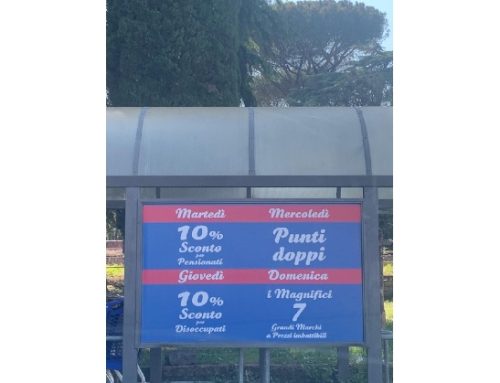 Martedì
10%
Sconto
per
Pensionati
Mercoledì
Punti
doppi
Giovedì
10%
Sconto
per
Disoccupati
Domenica
i Magnifici
7
Grandi Marchi
a Prezzi imbattibili